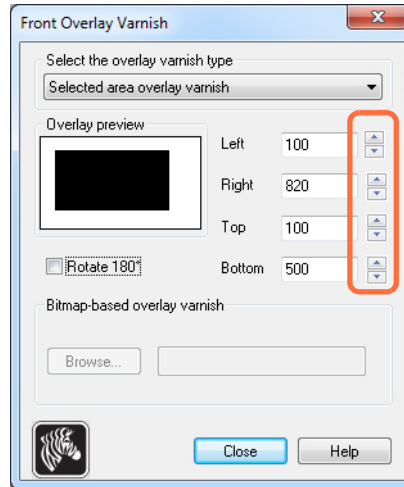 Front Overlay Varnish
Select the overlay varnish type
Selected area overlay varnish
Overlay preview
Left 100
Right 820
Top 100
Rotate 180° Bottom 500
Bitmap-based overlay varnish
Browse...
Close Help